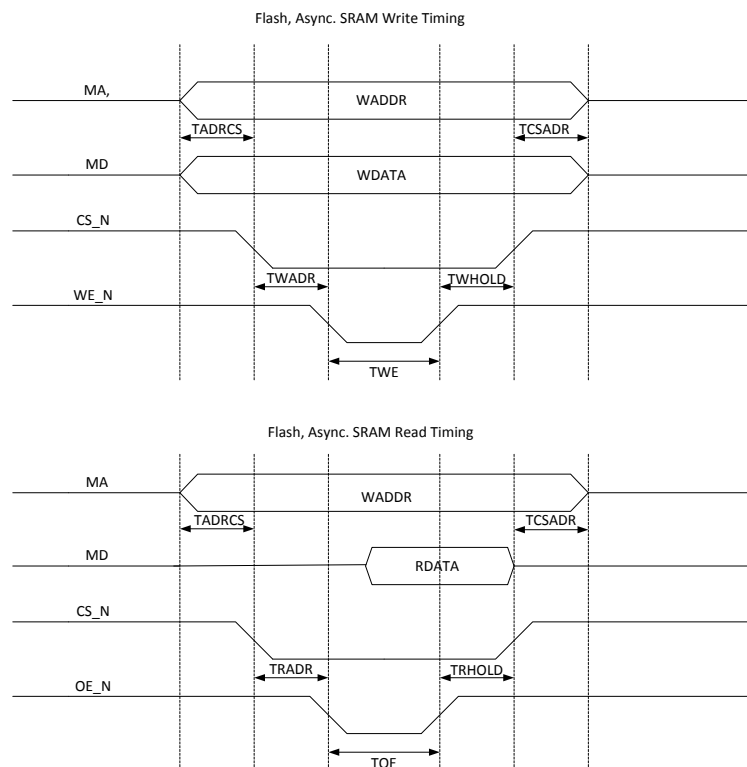 Flash, Async. SRAM Write Timing
MA,
WADDR
TADRCS
TCSADR
MD
WDATA
CS_N
TWADR
TWHOLD
WE_N
TWE
Flash, Async. SRAM Read Timing
MA
WADDR
TADRCS
TCSADR
MD
RDATA
CS_N
TRADR
TRHOLD
OE_N
TOE